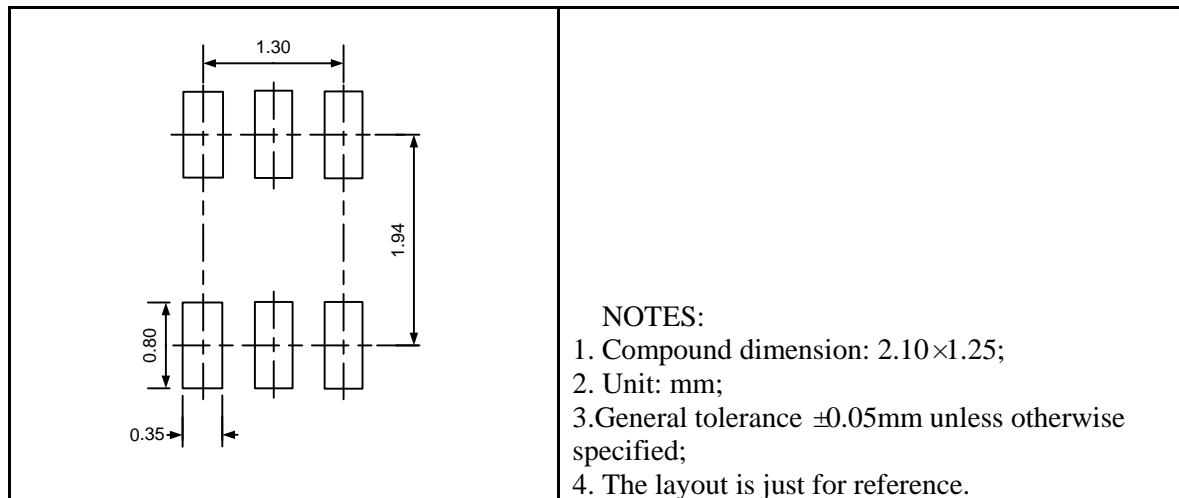 1.30
1.94
0.80
0.35
NOTES:
1. Compound dimension: 2.10×1.25;
2. Unit: mm;
3.General tolerance ±0.05mm unless otherwise
specified;
4. The layout is just for reference.